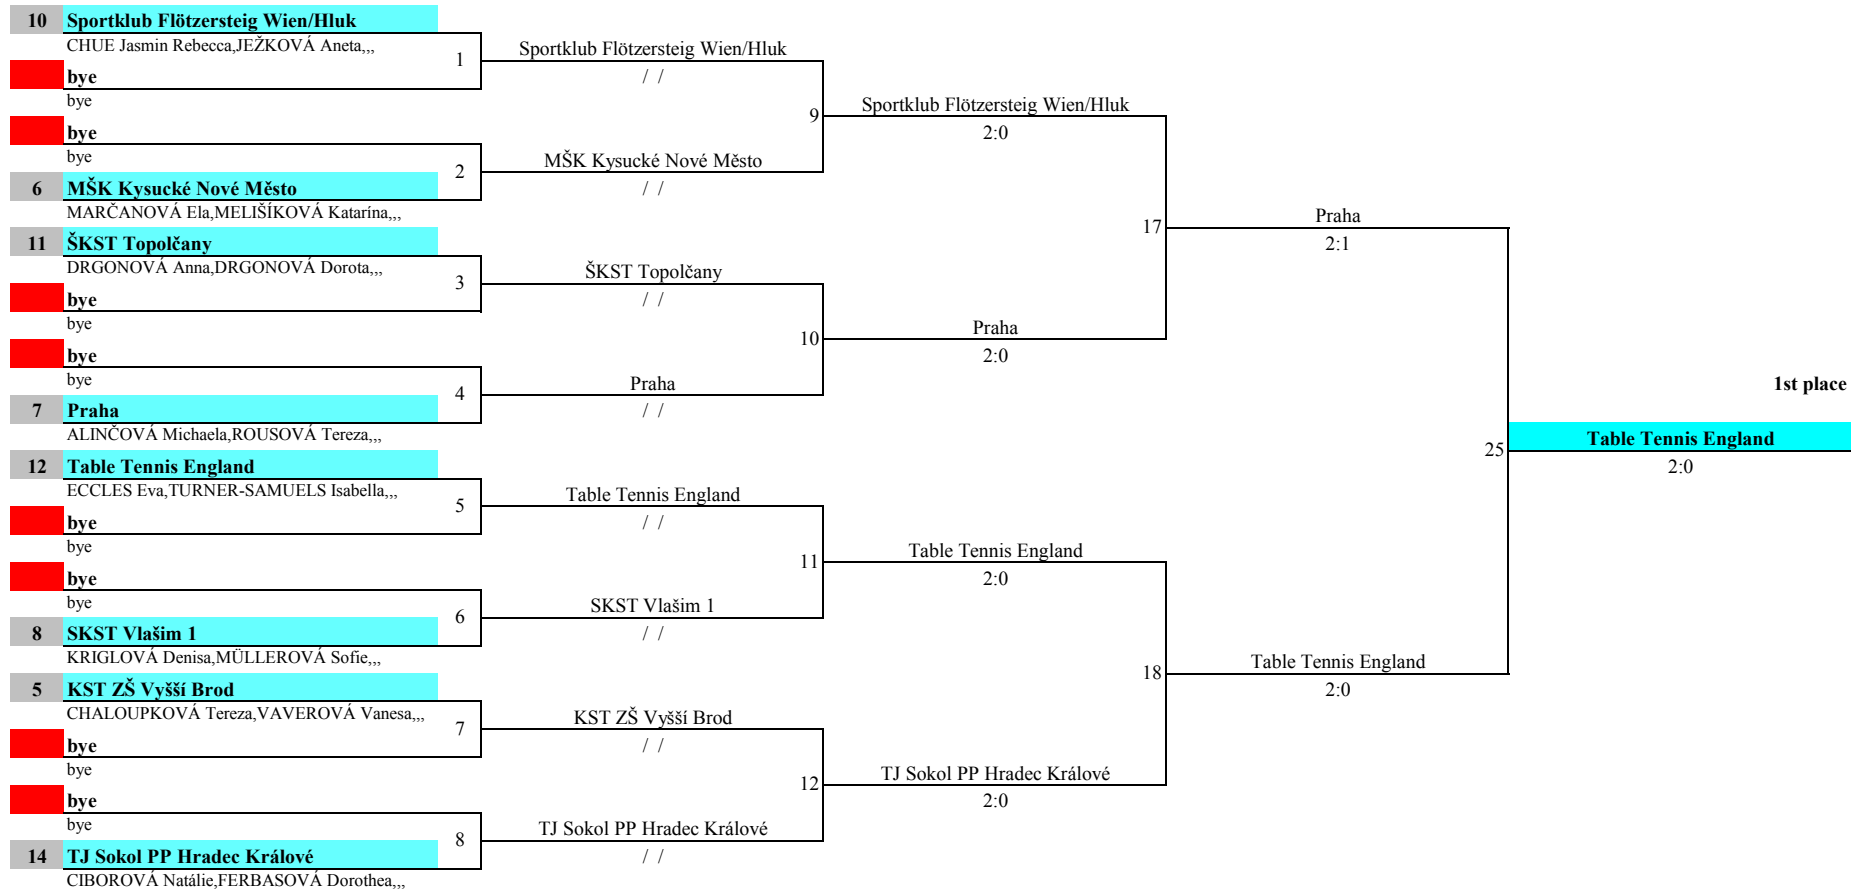 10 Sportklub Flötzersteig Wien/Hluk
CHUE Jasmin Rebecca,JEŽKOVÁ Aneta,,,
1
Sportklub Flötzersteig Wien/Hluk
/ /
bye
bye
9
Sportklub Flötzersteig Wien/Hluk
2:0
bye
bye
2
MŠK Kysucké Nové Město
/ /
6 MŠK Kysucké Nové Město
MARČANOVÁ Ela,MELIŠÍKOVÁ Katarína,,,
17
Praha
2:1
11 ŠKST Topolčany
DRGONOVÁ Anna,DRGONOVÁ Dorota,,,
3
ŠKST Topolčany
/ /
bye
bye
10
Praha
2:0
bye
bye
4
Praha
/ /
1st place
7 Praha
ALINČOVÁ Michaela,ROUSOVÁ Tereza,,,
25
Table Tennis England
2:0
12 Table Tennis England
ECCLES Eva,TURNER-SAMUELS Isabella,,,
5
Table Tennis England
/ /
bye
bye
11
Table Tennis England
2:0
bye
bye
6
SKST Vlašim 1
/ /
8 SKST Vlašim 1
KRIGLOVÁ Denisa,MÜLLEROVÁ Sofie,,,
18
Table Tennis England
2:0
5 KST ZŠ Vyšší Brod
CHALOUPKOVÁ Tereza,VAVEROVÁ Vanesa,,,
7
KST ZŠ Vyšší Brod
/ /
bye
bye
12
TJ Sokol PP Hradec Králové
2:0
bye
bye
8
TJ Sokol PP Hradec Králové
/ /
14 TJ Sokol PP Hradec Králové
CIBOROVÁ Natálie,FERBASOVÁ Dorothea,,,